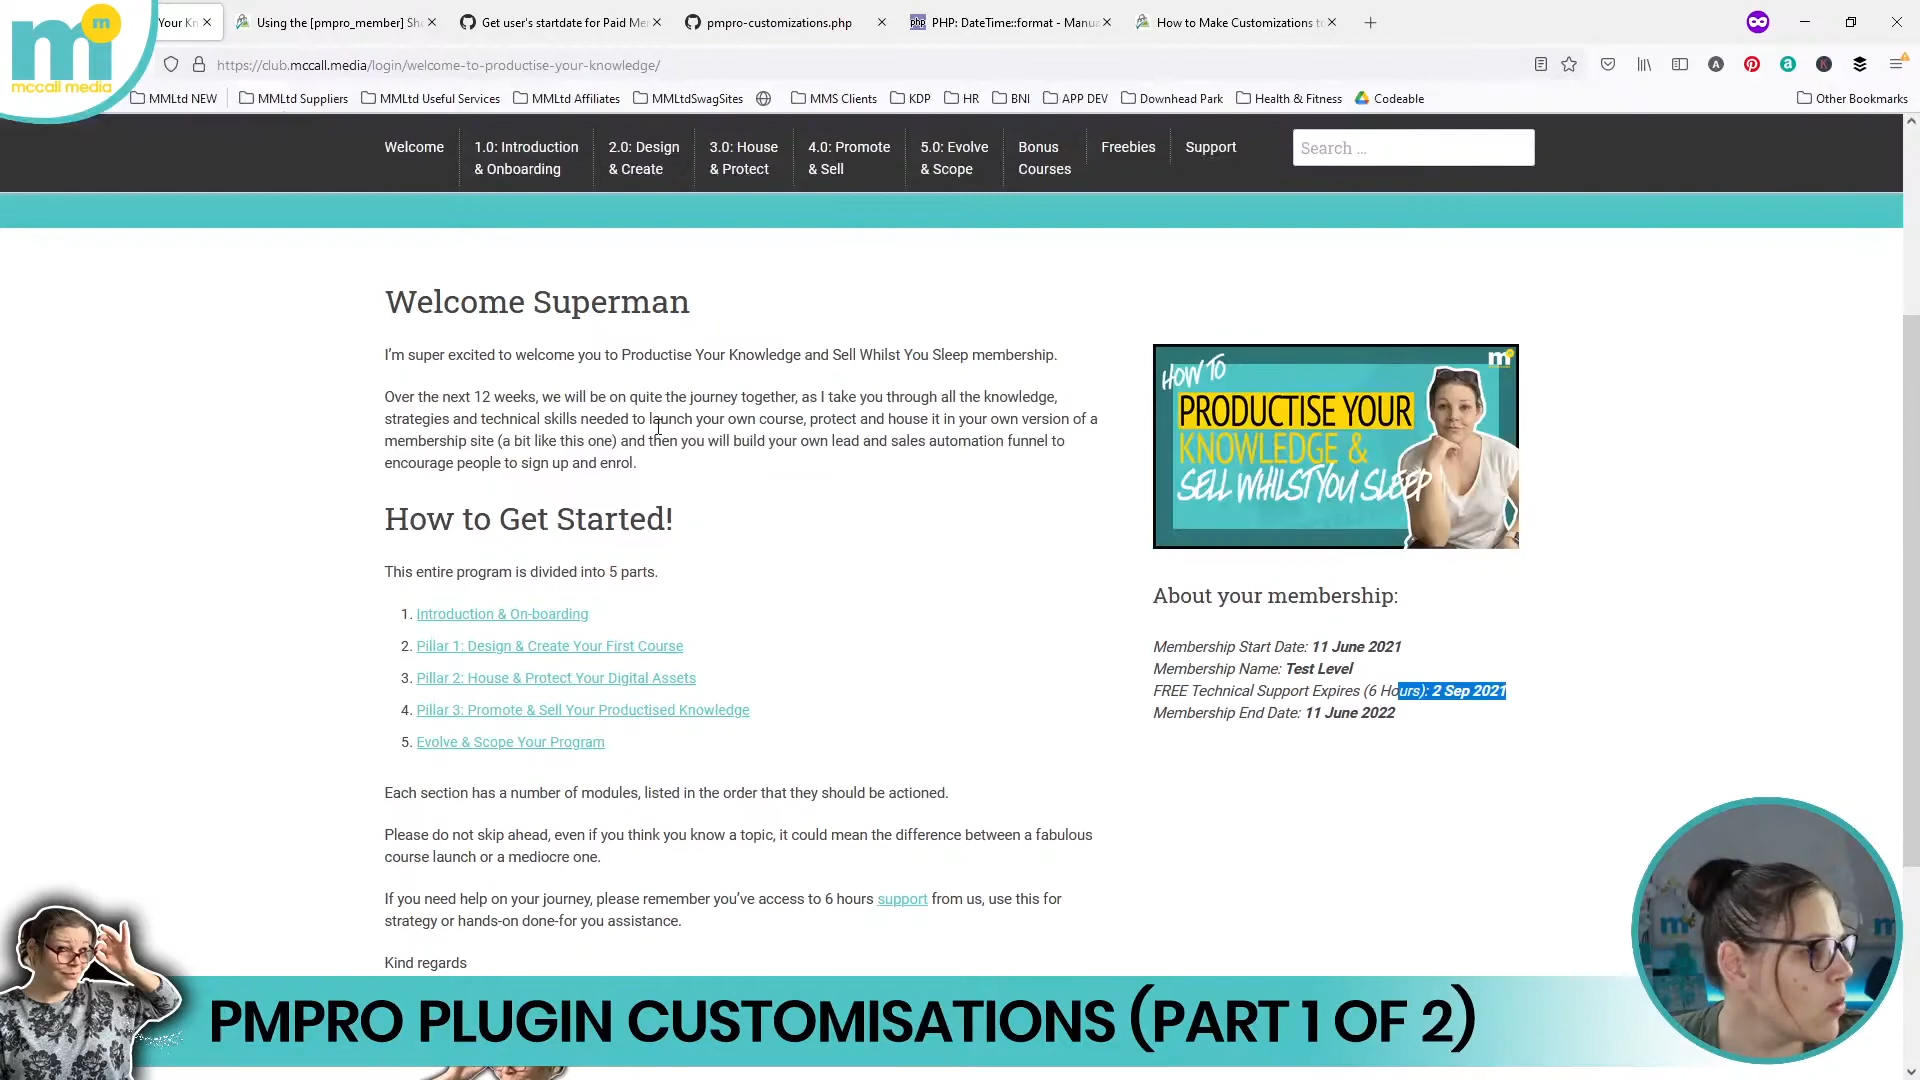 m
m
mccall media
Your Kn
Using the [pmpro_member] Sho
Get user's startdate for Paid Me
pmpro-customizations.php
PHP: DateTime::format - Manua
How to Make Customizations to
https://club.mccall.media/login/welcome-to-productise-your-knowledge/
MMLtd NEW
MMLtd Suppliers
MMLtd Useful Services
MMLtd Affiliates
MMLtdSwagSites
MMS Clients
KDP
HR
BNI
APP DEV
Downhead Park
Health & Fitness
Codeable
Other Bookmarks
Welcome
1.0: Introduction
& Onboarding
2.0: Design
& Create
3.0: House
& Protect
4.0: Promote
& Sell
5.0: Evolve
& Scope
Bonus
Courses
Freebies
Support
Search …
Welcome Superman
I'm super excited to welcome you to Productise Your Knowledge and Sell Whilst You Sleep membership.
Over the next 12 weeks, we will be on quite the journey together, as I take you through all the knowledge,
strategies and technical skills needed to launch your own course, protect and house it in your own version of a
membership site (a bit like this one) and then you will build your own lead and sales automation funnel to
encourage people to sign up and enrol.
How to Get Started!
This entire program is divided into 5 parts.
1. Introduction & On-boarding
2. Pillar 1: Design & Create Your First Course
3. Pillar 2: House & Protect Your Digital Assets
4. Pillar 3: Promote & Sell Your Productised Knowledge
5. Evolve & Scope Your Program
Each section has a number of modules, listed in the order that they should be actioned.
Please do not skip ahead, even if you think you know a topic, it could mean the difference between a fabulous
course launch or a mediocre one.
If you need help on your journey, please remember you've access to 6 hours support from us, use this for
strategy or hands-on done-for you assistance.
Kind regards
HOW TO
PRODUCTISE YOUR
KNOWLEDGE &
SELL WHILST YOU SLEEP
m
About your membership:
Membership Start Date: 11 June 2021
Membership Name: Test Level
FREE Technical Support Expires (6 Hours): 2 Sep 2021
Membership End Date: 11 June 2022
PMPRO PLUGIN CUSTOMISATIONS (PART 1 OF 2)